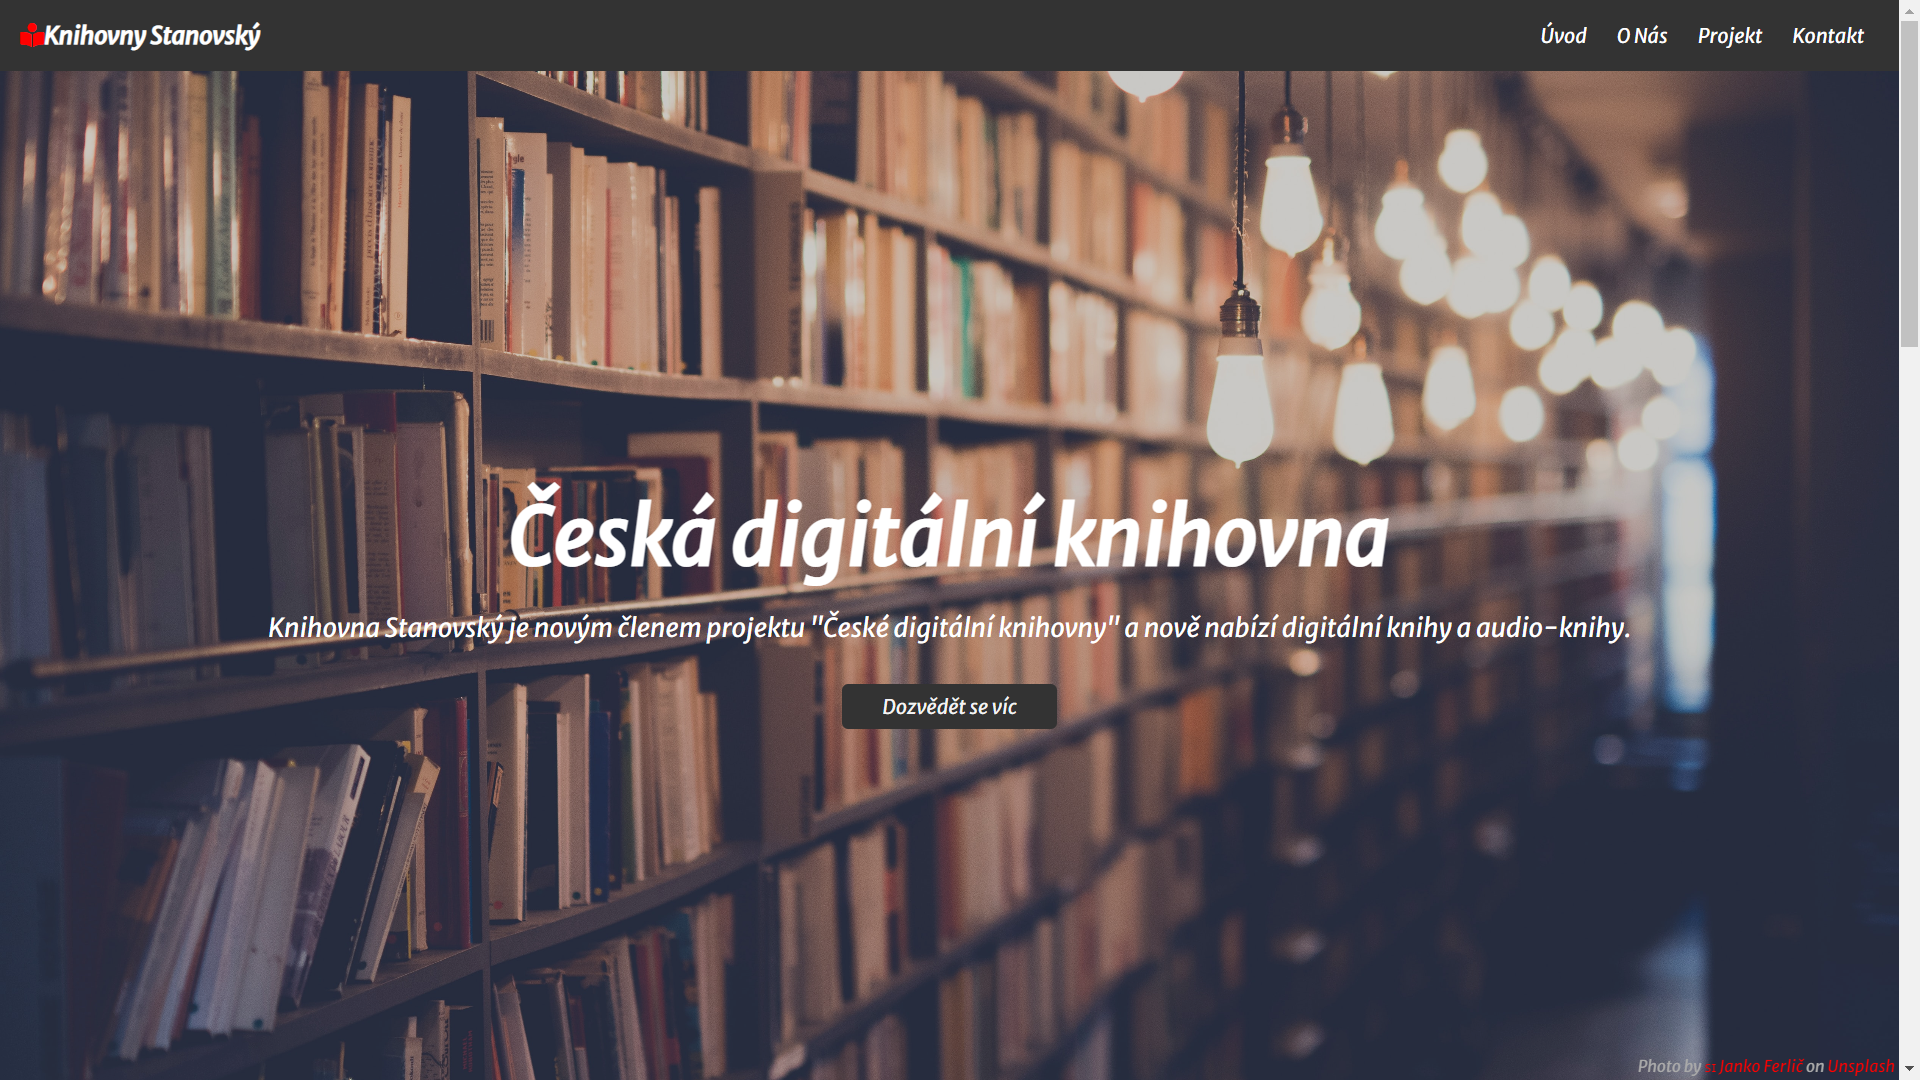 Knihovny Stanovský
Úvod
O Nás
Projekt
Kontakt
Česká digitální knihovna
Knihovna Stanovský je novým členem projektu "České digitální knihovny" a nově nabízí digitální knihy a audio-knihy.
Dozvědět se víc
Photo by Janko Ferlič on Unsplash